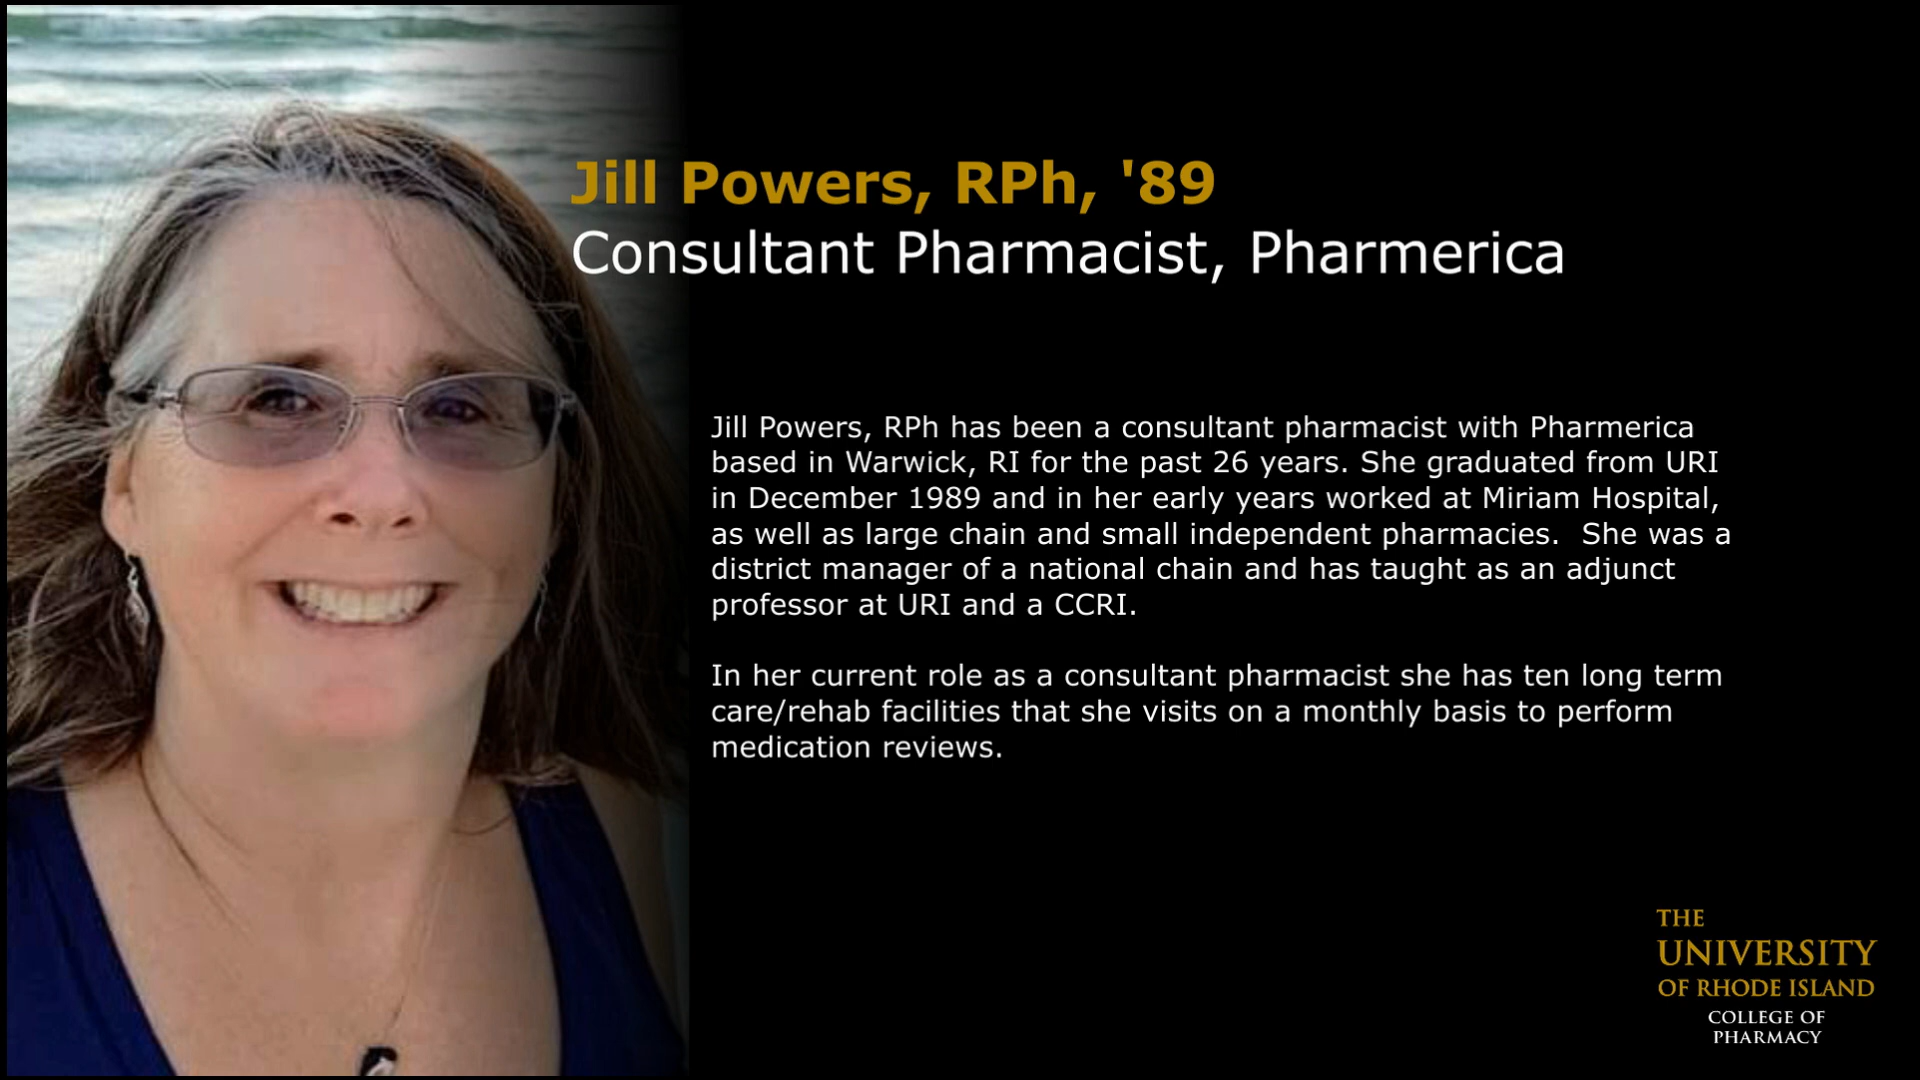 Jill Powers, RPh, '89
Consultant Pharmacist, Pharmerica
Jill Powers, RPh has been a consultant pharmacist with Pharmerica
based in Warwick, RI for the past 26 years. She graduated from URI
in December 1989 and in her early years worked at Miriam Hospital,
as well as large chain and small independent pharmacies.  She was a
district manager of a national chain and has taught as an adjunct
professor at URI and a CCRI.
In her current role as a consultant pharmacist she has ten long term
care/rehab facilities that she visits on a monthly basis to perform
medication reviews.
THE
UNIVERSITY
OF RHODE ISLAND
COLLEGE OF
PHARMACY